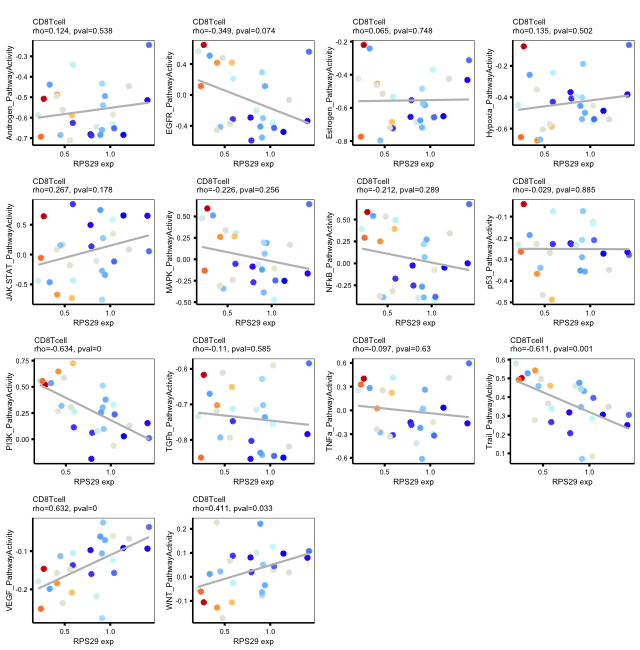 CD8Tcell
rho=0.124, pval=0.538
Androgen_PathwayActivity
-0.3
-0.4
-0.5
-0.6
-0.7
0.5
1.0
RPS29 exp
CD8Tcell
rho=-0.349, pval=0.074
EGFR_PathwayActivity
0.4
0.0
-0.4
0.5
1.0
RPS29 exp
CD8Tcell
rho=0.065, pval=0.748
Estrogen_PathwayActivity
-0.2
-0.4
-0.6
-0.8
0.5
1.0
RPS29 exp
CD8Tcell
rho=0.135, pval=0.502
Hypoxia_PathwayActivity
-0.2
-0.4
-0.6
0.5
1.0
RPS29 exp
CD8Tcell
rho=0.267, pval=0.178
JAK.STAT_PathwayActivity
0.5
0.0
-0.5
0.5
1.0
RPS29 exp
CD8Tcell
rho=-0.226, pval=0.256
MAPK_PathwayActivity
0.50
0.25
0.00
-0.25
-0.50
0.5
1.0
RPS29 exp
CD8Tcell
rho=-0.212, pval=0.289
NFkB_PathwayActivity
0.50
0.25
0.00
-0.25
0.5
1.0
RPS29 exp
CD8Tcell
rho=-0.029, pval=0.885
p53_PathwayActivity
-0.1
-0.2
-0.3
-0.4
-0.5
0.5
1.0
RPS29 exp
CD8Tcell
rho=-0.634, pval=0
PI3K_PathwayActivity
0.75
0.50
0.25
0.00
0.5
1.0
RPS29 exp
CD8Tcell
rho=-0.11, pval=0.585
TGFb_PathwayActivity
-0.6
-0.7
-0.8
0.5
1.0
RPS29 exp
CD8Tcell
rho=-0.097, pval=0.63
TNFa_PathwayActivity
0.6
0.3
0.0
-0.3
-0.6
0.5
1.0
RPS29 exp
CD8Tcell
rho=-0.611, pval=0.001
Trail_PathwayActivity
0.6
0.5
0.4
0.3
0.2
0.1
0.5
1.0
RPS29 exp
CD8Tcell
rho=0.632, pval=0
VEGF_PathwayActivity
-0.1
-0.2
0.5
1.0
RPS29 exp
CD8Tcell
rho=0.411, pval=0.033
WNT_PathwayActivity
0.2
0.1
0.0
-0.1
0.5
1.0
RPS29 exp